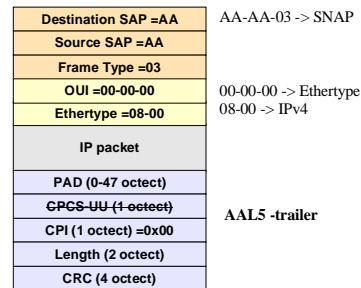 Destination SAP =AA
AA-AA-03 -> SNAP
Source SAP =AA
Frame Type =03
OUI =00-00-00
00-00-00 -> Ethertype
Ethertype =08-00
08-00 -> IPv4
IP packet
PAD (0-47 octect)
CPCS-UU (1 octect)
CPI (1 octect) =0x00
AAL5 -trailer
Length (2 octect)
CRC (4 octect)